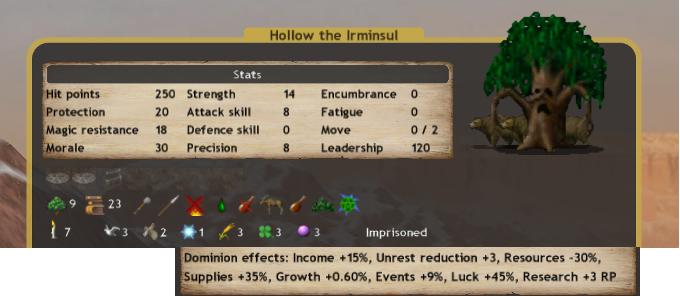 Hollow the Irminsul
Stats
Hit points 250 Strength 14 Encumbrance 0
Protection 20 Attack skill 8 Fatigue 0
Magic resistance 18 Defence skill 0 Move 0 / 2
Morale 30 Precision 8 Leadership 120
9 23
7 3 2 1 3 3 3 Imprisoned
Dominion effects: Income +15%, Unrest reduction +3, Resources -30%,
Supplies +35%, Growth +0.60%, Events +9%, Luck +45%, Research +3 RP